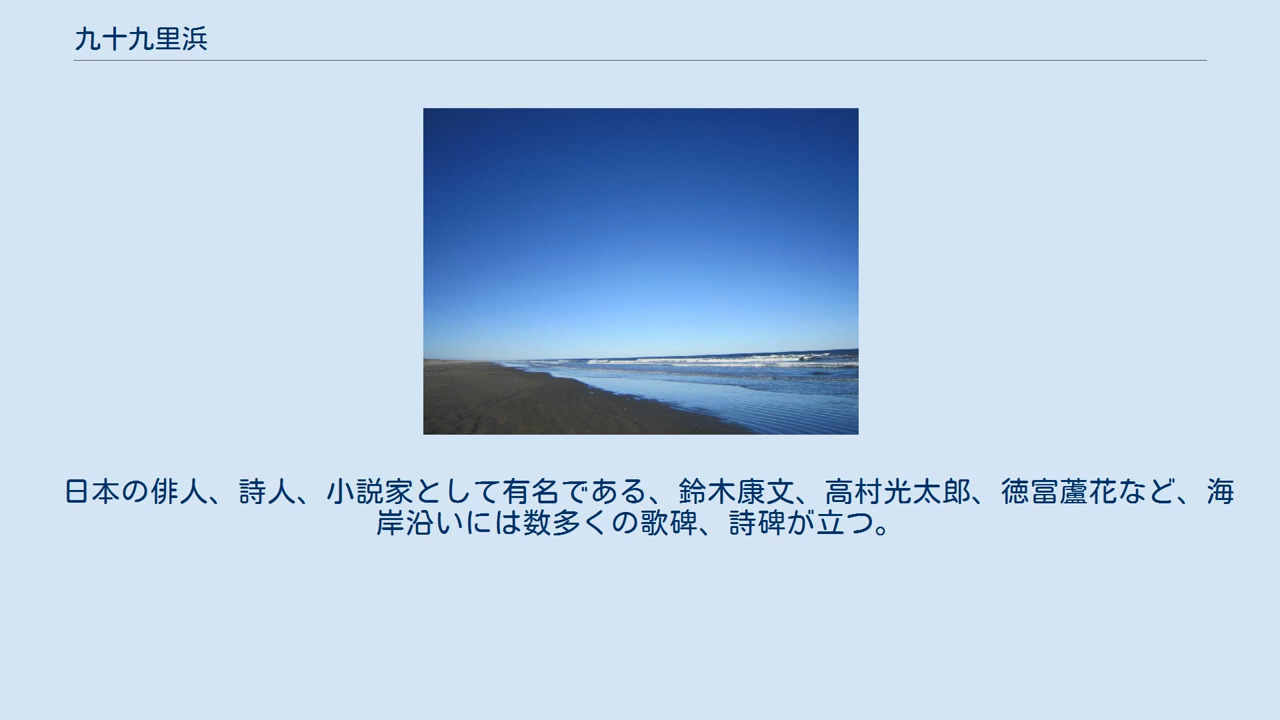 九十九里浜
日本の俳人、詩人、小説家として有名である、鈴木康文、高村光太郎、徳富蘆花など、海
岸沿いには数多くの歌碑、詩碑が立つ。